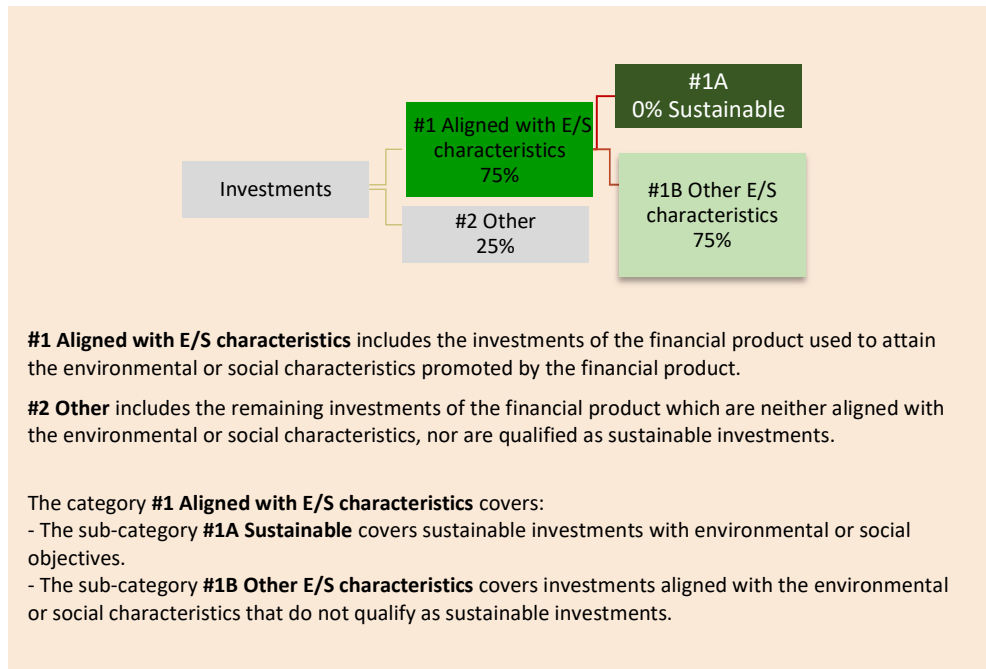 #1A
0% Sustainable
#1 Aligned with E/S
characteristics
75%
Investments
#1B Other E/S
characteristics
75%
#2 Other
25%
#1 Aligned with E/S characteristics includes the investments of the financial product used to attain
the environmental or social characteristics promoted by the financial product.
#2 Other includes the remaining investments of the financial product which are neither aligned with
the environmental or social characteristics, nor are qualified as sustainable investments.
The category #1 Aligned with E/S characteristics covers:
- The sub-category #1A Sustainable covers sustainable investments with environmental or social
objectives.
- The sub-category #1B Other E/S characteristics covers investments aligned with the environmental
or social characteristics that do not qualify as sustainable investments.